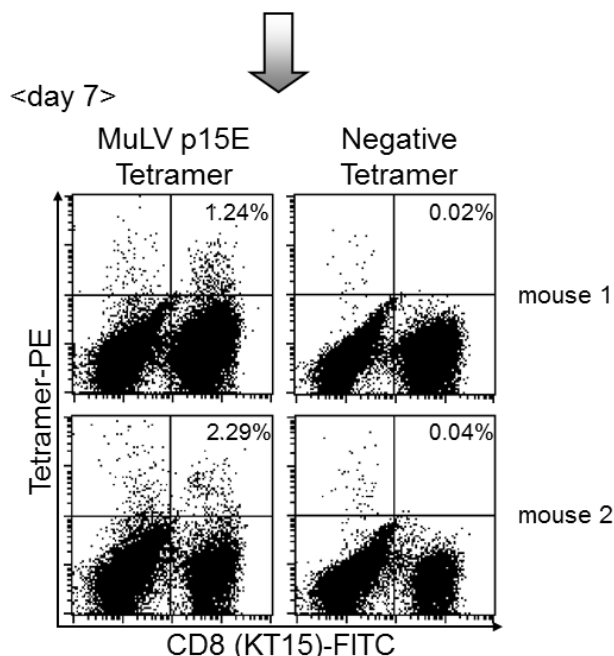 <day 7>
MuLV p15E
Tetramer
Negative
Tetramer
1.24%
0.02%
mouse 1
2.29%
0.04%
mouse 2
Tetramer-PE
CD8 (KT15)-FITC